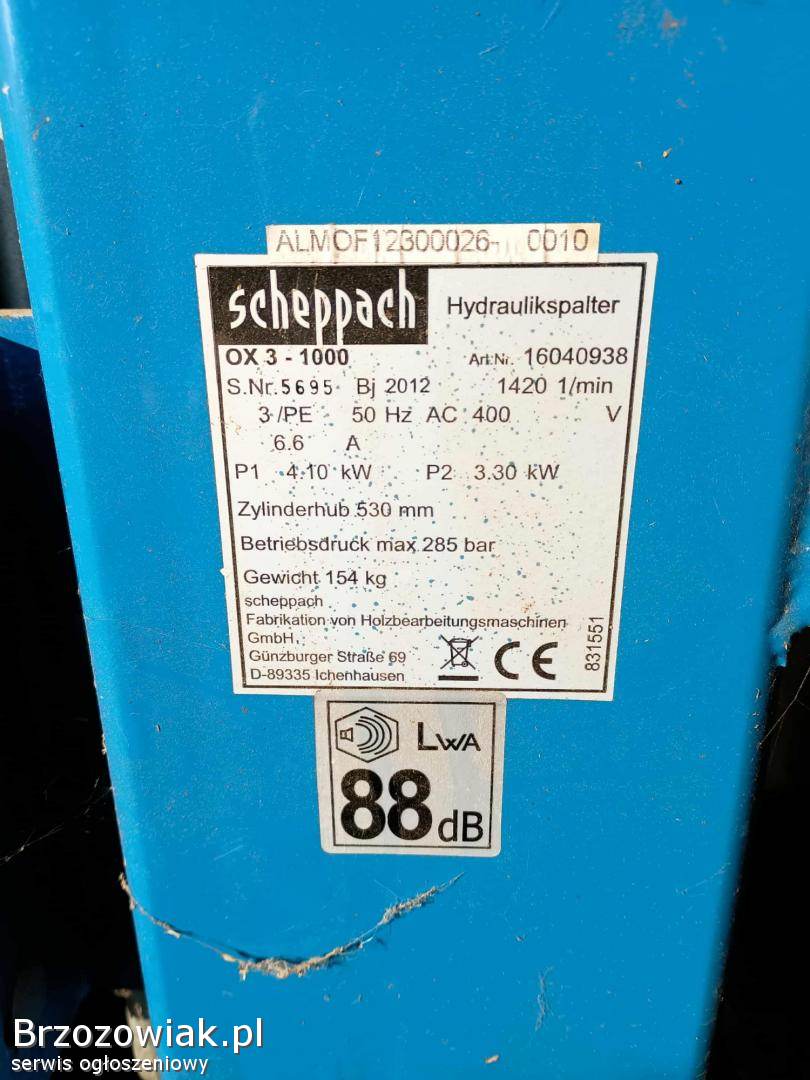 ALMOF12300026- 0010
scheppach Hydraulikspalter
OX 3 - 1000 Art.Nr. 16040938
S.Nr. 5695 Bj 2012 1420 1/min
3 /PE 50 Hz AC 400 V
6.6 A
P1 4.10 kW P2 3.30 kW
Zylinderhub 530 mm
Betriebsdruck max 285 bar
Gewicht 154 kg
scheppach
Fabrikation von Holzbearbeitungsmaschinen
GmbH,
Günzburger Straße 69
D-89335 Ichenhausen
CE
831551
LWA
88 dB
Brzozowiak.pl
serwis ogłoszeniowy